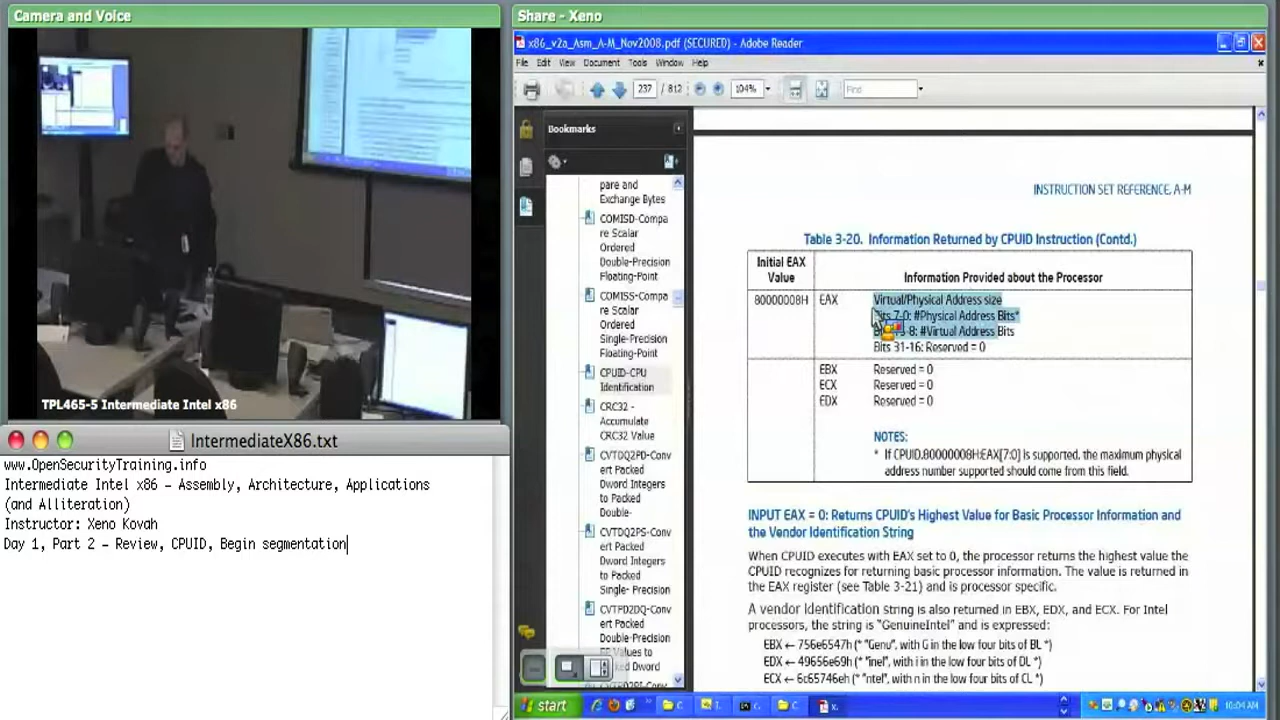 Camera and Voice
TPL465-5 Intermediate Intel x86
IntermediateX86.txt
www.OpenSecurityTraining.info
Intermediate Intel x86 – Assembly, Architecture, Applications
(and Alliteration)
Instructor: Xeno Kovah
Day 1, Part 2 – Review, CPUID, Begin segmentation
Share - Xeno
x86_v2a_Asm_A-M_Nov2008.pdf (SECURED) - Adobe Reader
File Edit View Document Tools Window Help
237 / 812 104% Find
Bookmarks
pare and
Exchange Bytes
COMISD-Compa
re Scalar
Ordered
Double-Precision
Floating-Point
COMISS-Compa
re Scalar
Ordered
Single-Precision
Floating-Point
CPUID-CPU
Identification
CRC32 -
Accumulate
CRC32 Value
CVTDQ2PD-Conv
ert Packed
Dword Integers
to Packed
Double-
CVTDQ2PS-Conv
ert Packed
Dword Integers
to Packed
Single- Precision
CVTPD2DQ-Conv
ert Packed
Double-Precision
Values to
Dword
INSTRUCTION SET REFERENCE, A-M
Table 3-20. Information Returned by CPUID Instruction (Contd.)
Initial EAX
Value
Information Provided about the Processor
80000008H EAX Virtual/Physical Address size
Bits 7-0: #Physical Address Bits*
#Virtual Address Bits
Bits 31-16: Reserved = 0
EBX Reserved = 0
ECX Reserved = 0
EDX Reserved = 0
NOTES:
* If CPUID.80000008H:EAX[7:0] is supported, the maximum physical
address number supported should come from this field.
INPUT EAX = 0: Returns CPUID's Highest Value for Basic Processor Information and
the Vendor Identification String
When CPUID executes with EAX set to 0, the processor returns the highest value the
CPUID recognizes for returning basic processor information. The value is returned in
the EAX register (see Table 3-21) and is processor specific.
A vendor identification string is also returned in EBX, EDX, and ECX. For Intel
processors, the string is "GenuineIntel" and is expressed:
EBX ← 756e6547h (* "Genu", with G in the low four bits of BL *)
EDX ← 49656e69h (* "ineI", with i in the low four bits of DL *)
ECX ← 6c65746eh (* "ntel", with n in the low four bits of CL *)
start
10:04 AM